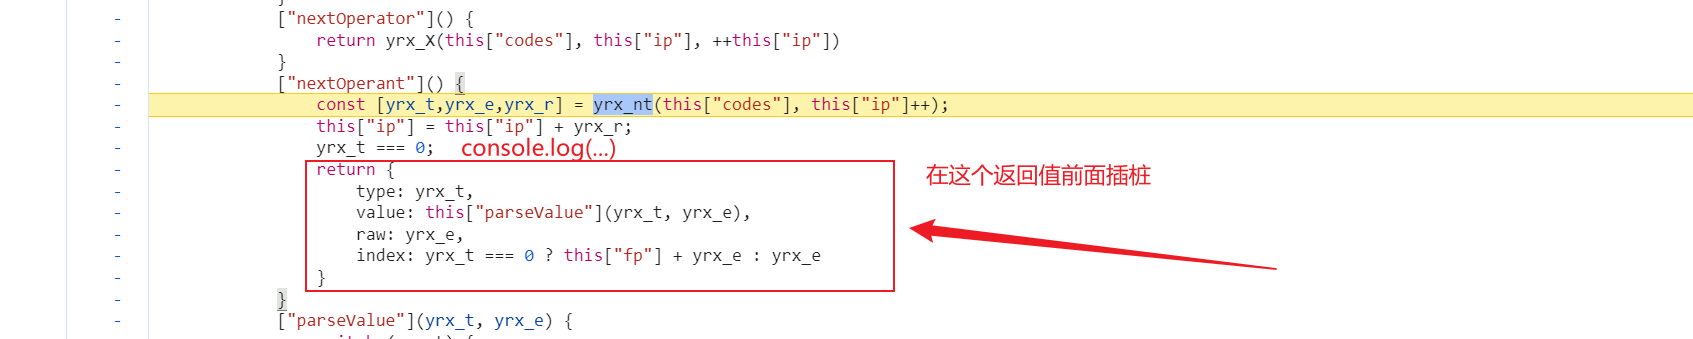 ["nextOperator"]() {
return yrx_X(this["codes"], this["ip"], ++this["ip"])
}
["nextOperant"]() {
const [yrx_t,yrx_e,yrx_r] = yrx_nt(this["codes"], this["ip"]++);
this["ip"] = this["ip"] + yrx_r;
yrx_t === 0; console.log(...)
return {
在这个返回值前面插桩
type: yrx_t,
value: this["parseValue"](yrx_t, yrx_e),
raw: yrx_e,
index: yrx_t === 0 ? this["fp"] + yrx_e : yrx_e
}
}
["parseValue"](yrx_t, yrx_e) {